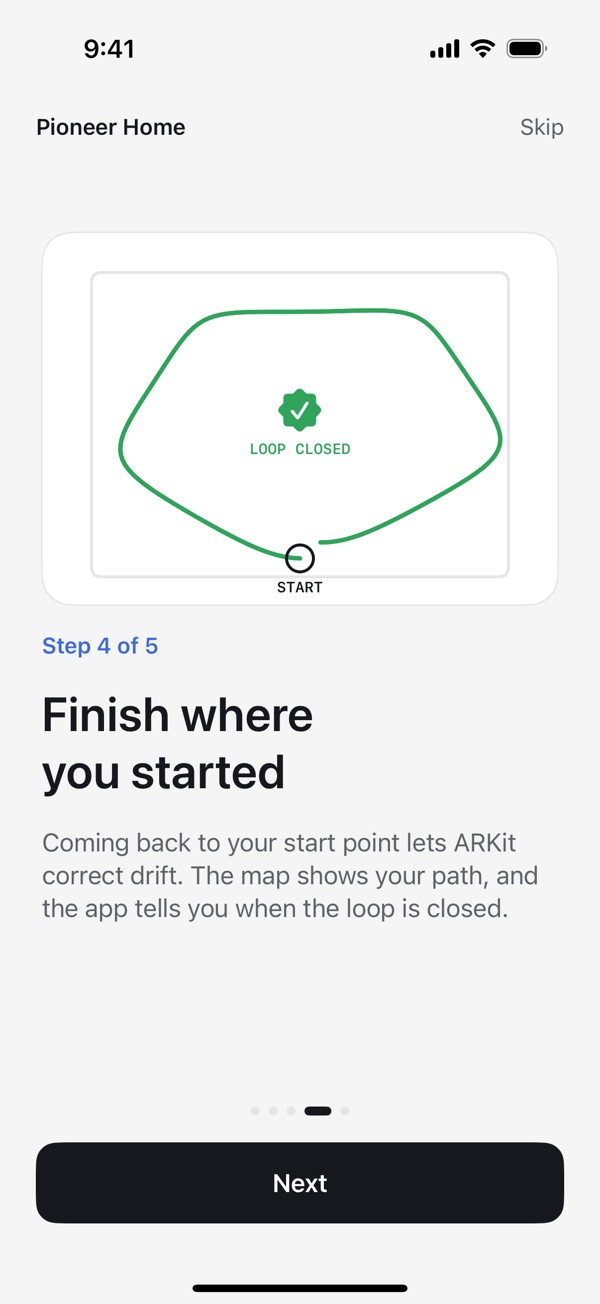 9:41
Pioneer Home
Skip
LOOP CLOSED
START
Step 4 of 5
Finish where
you started
Coming back to your start point lets ARKit
correct drift. The map shows your path, and
the app tells you when the loop is closed.
Next